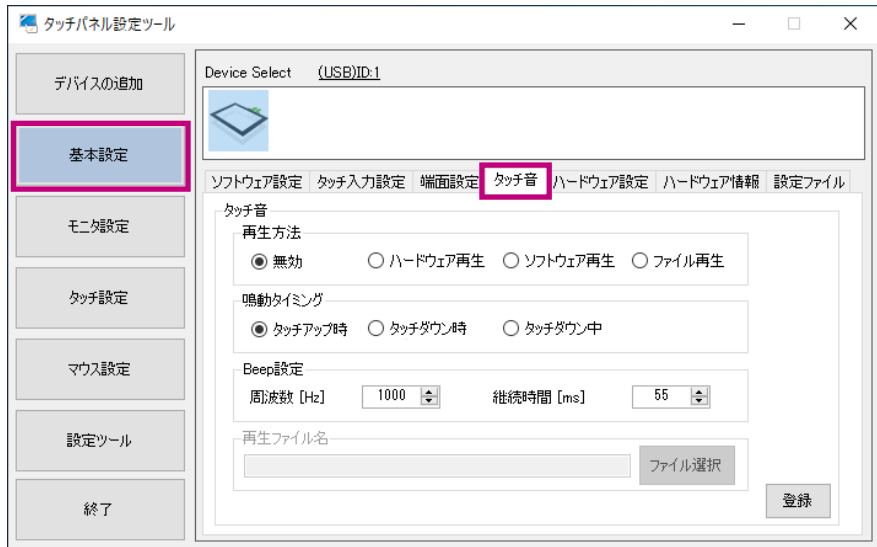 タッチパネル設定ツール
デバイスの追加
基本設定
モニタ設定
タッチ設定
マウス設定
設定ツール
終了
Device Select (USB)ID:1
ソフトウェア設定 タッチ入力設定 端面設定 タッチ音 ハードウェア設定 ハードウェア情報 設定ファイル
タッチ音
再生方法
無効 ハードウェア再生 ソフトウェア再生 ファイル再生
鳴動タイミング
タッチアップ時 タッチダウン時 タッチダウン中
Beep設定
周波数 [Hz] 1000 継続時間 [ms] 55
再生ファイル名
ファイル選択
登録